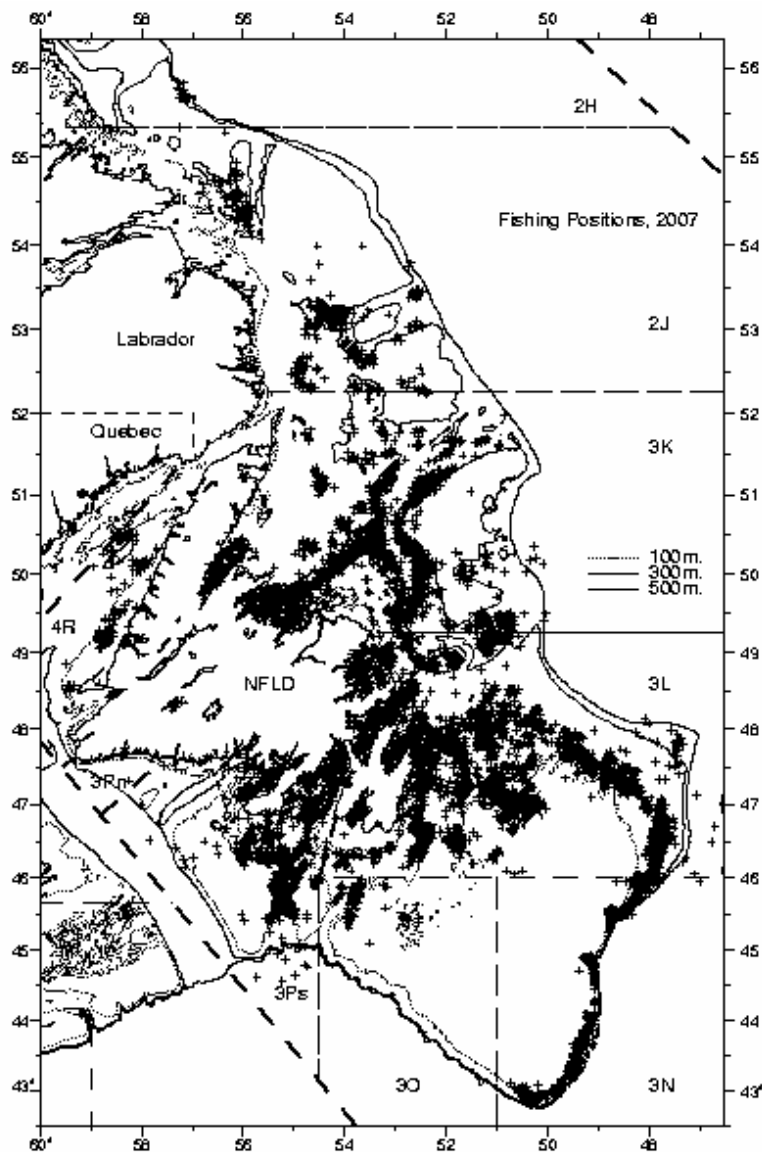 60° 58 56 54 52 50 48
56 56
2H
55 55
Fishing Positions, 2007
54 54
2J
53 Labrador 53
52 52
Quebec
3K
51 51
100m.
50 300m. 50
500m.
4R
49 49
NFLD 3L
48 48
3Pn
47 47
46 46
45 45
3Ps
44 44
43° 3O 3N 43°
60° 58 56 54 52 50 48